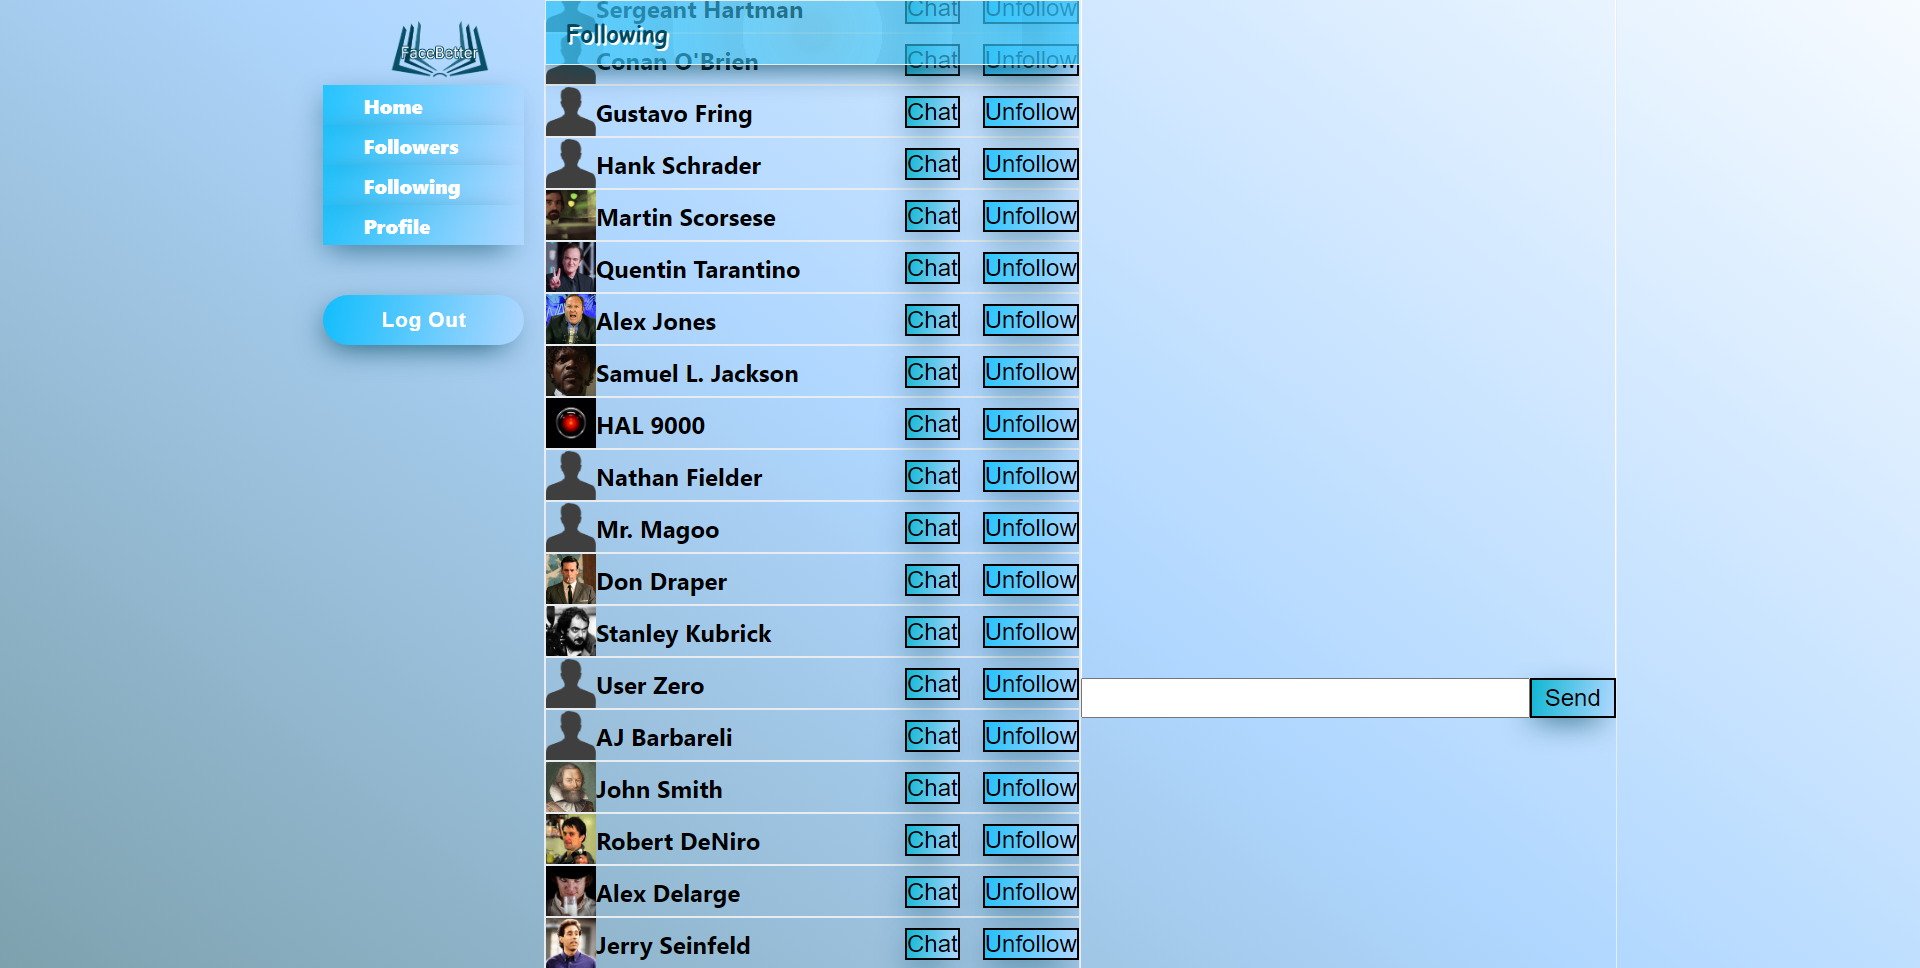 FaceBetter
Home
Followers
Following
Profile
Log Out
Following
Sergeant Hartman Chat Unfollow
Conan O'Brien Chat Unfollow
Gustavo Fring Chat Unfollow
Hank Schrader Chat Unfollow
Martin Scorsese Chat Unfollow
Quentin Tarantino Chat Unfollow
Alex Jones Chat Unfollow
Samuel L. Jackson Chat Unfollow
HAL 9000 Chat Unfollow
Nathan Fielder Chat Unfollow
Mr. Magoo Chat Unfollow
Don Draper Chat Unfollow
Stanley Kubrick Chat Unfollow
User Zero Chat Unfollow
AJ Barbareli Chat Unfollow
John Smith Chat Unfollow
Robert DeNiro Chat Unfollow
Alex Delarge Chat Unfollow
Jerry Seinfeld Chat Unfollow
Send